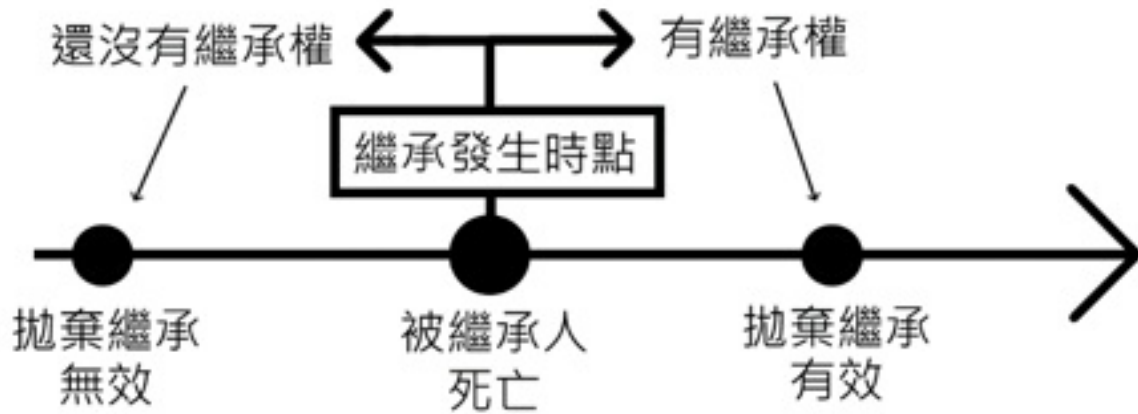 還沒有繼承權
有繼承權
繼承發生時點
拋棄繼承
無效
被繼承人
死亡
拋棄繼承
有效